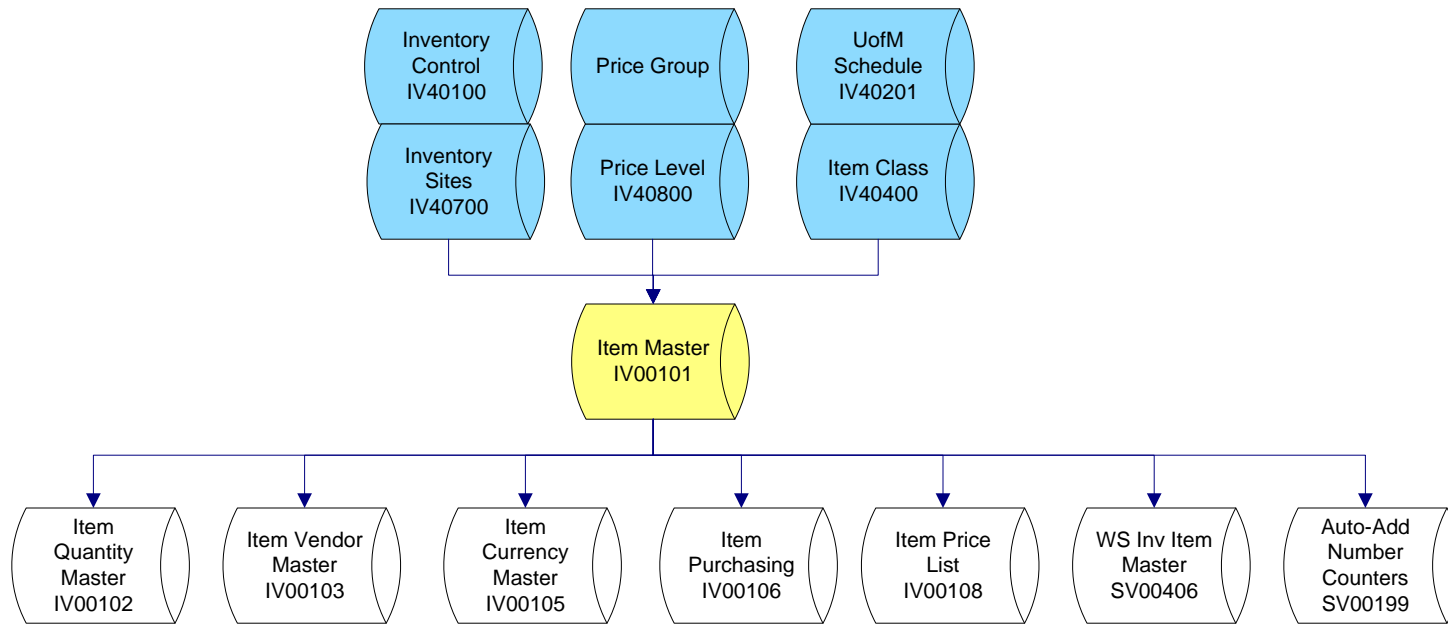 Inventory
Control
IV40100
Price Group
UofM
Schedule
IV40201
Inventory
Sites
IV40700
Price Level
IV40800
Item Class
IV40400
Item Master
IV00101
Item
Quantity
Master
IV00102
Item Vendor
Master
IV00103
Item
Currency
Master
IV00105
Item
Purchasing
IV00106
Item Price
List
IV00108
WS Inv Item
Master
SV00406
Auto-Add
Number
Counters
SV00199